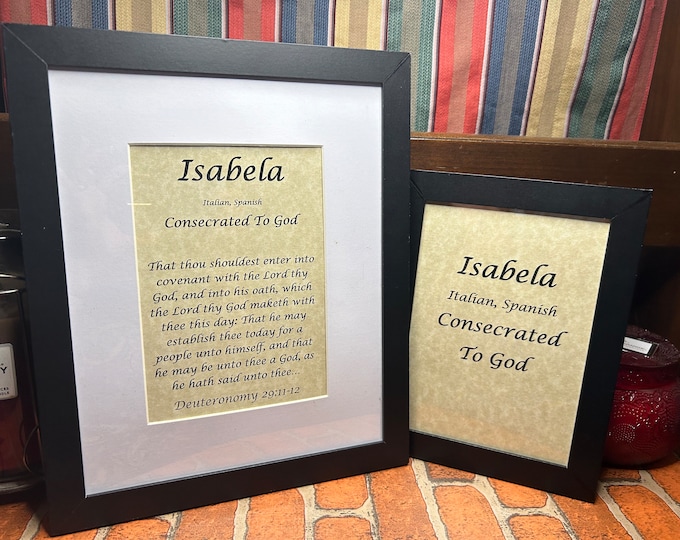 Isabela
Italian, Spanish
Consecrated To God
That thou shouldest enter into
covenant with the Lord thy
God, and into his oath, which
the Lord thy God maketh with
thee this day: That he may
establish thee today for a
people unto himself, and that
he may be unto thee a God, as
he hath said unto thee...
Deuteronomy 29:11-12
Isabela
Italian, Spanish
Consecrated
To God